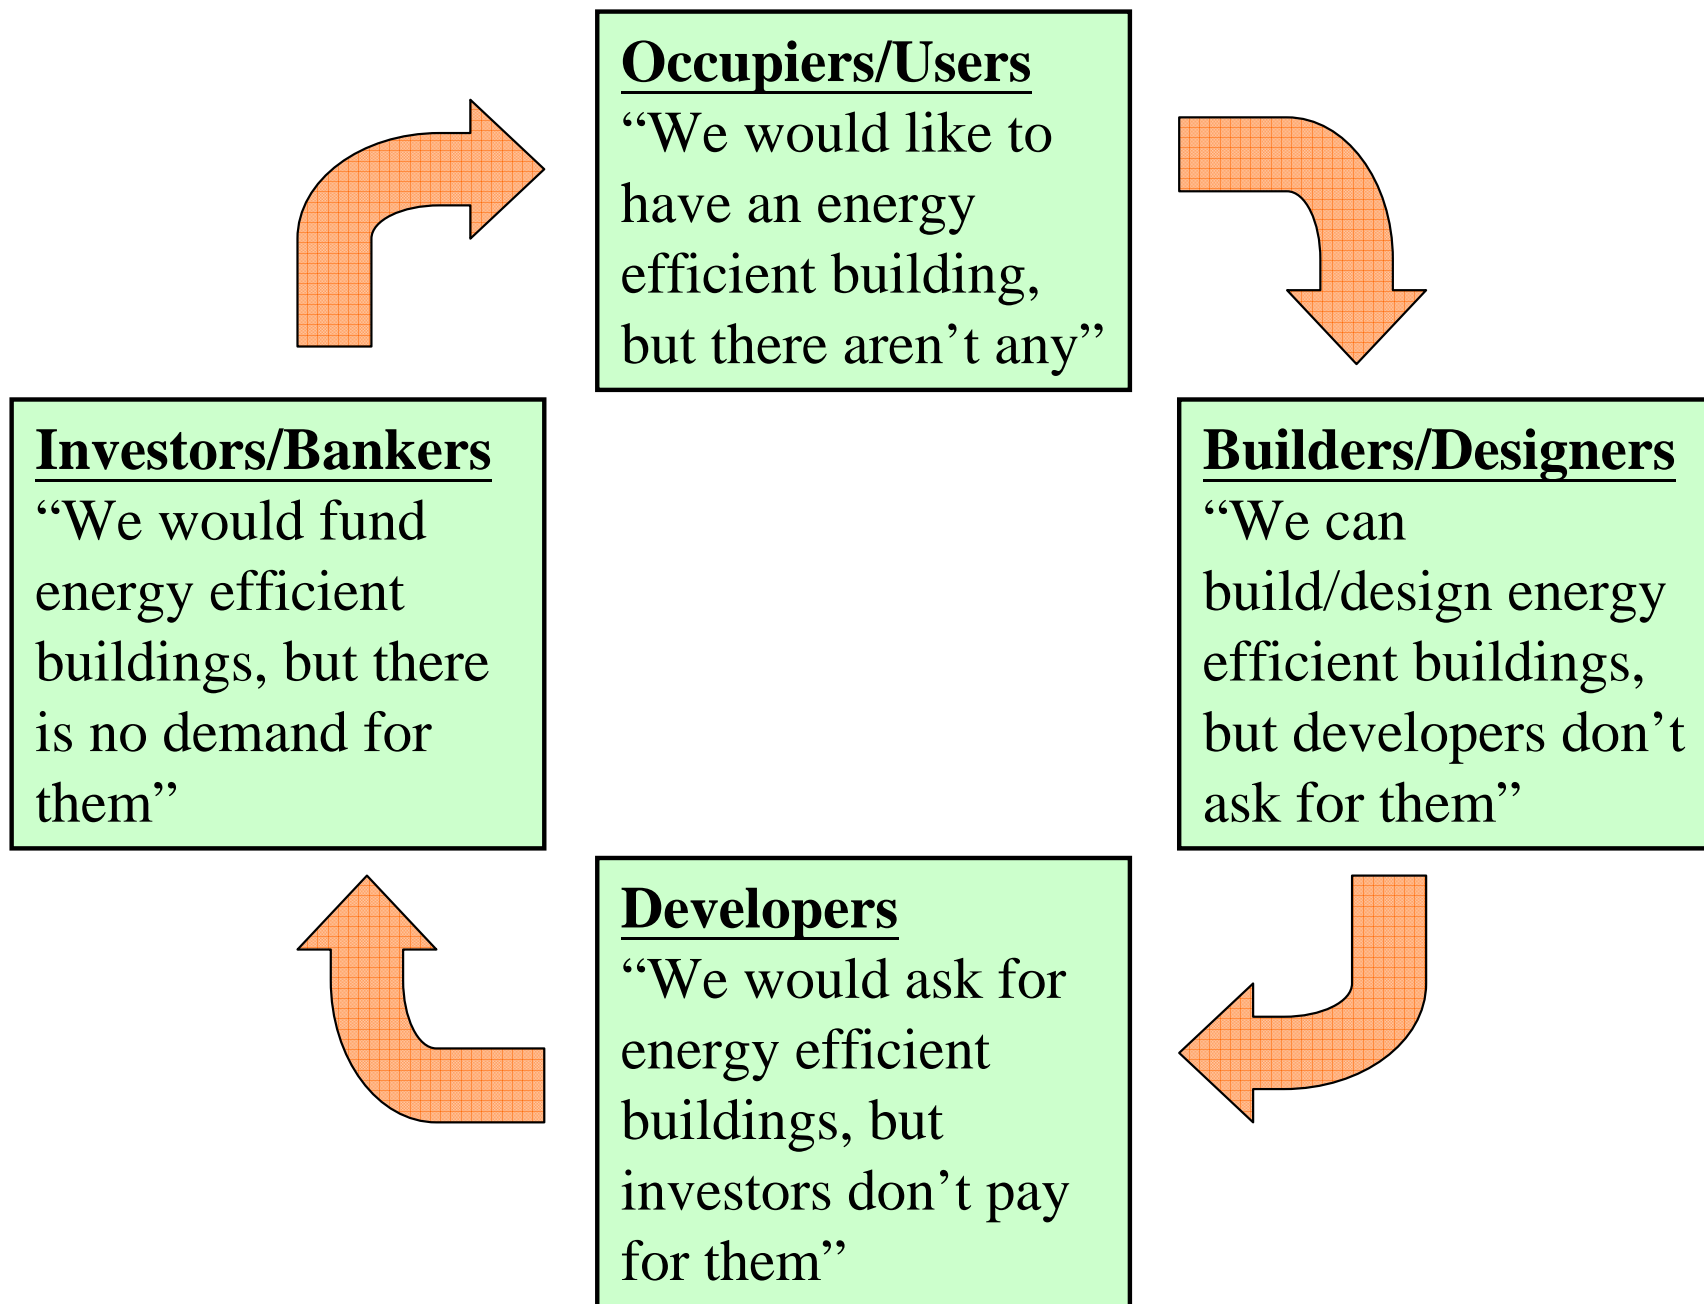 Occupiers/Users
“We would like to
have an energy
efficient building,
but there aren’t any”
Investors/Bankers
“We would fund
energy efficient
buildings, but there
is no demand for
them”
Builders/Designers
“We can
build/design energy
efficient buildings,
but developers don’t
ask for them”
Developers
“We would ask for
energy efficient
buildings, but
investors don’t pay
for them”